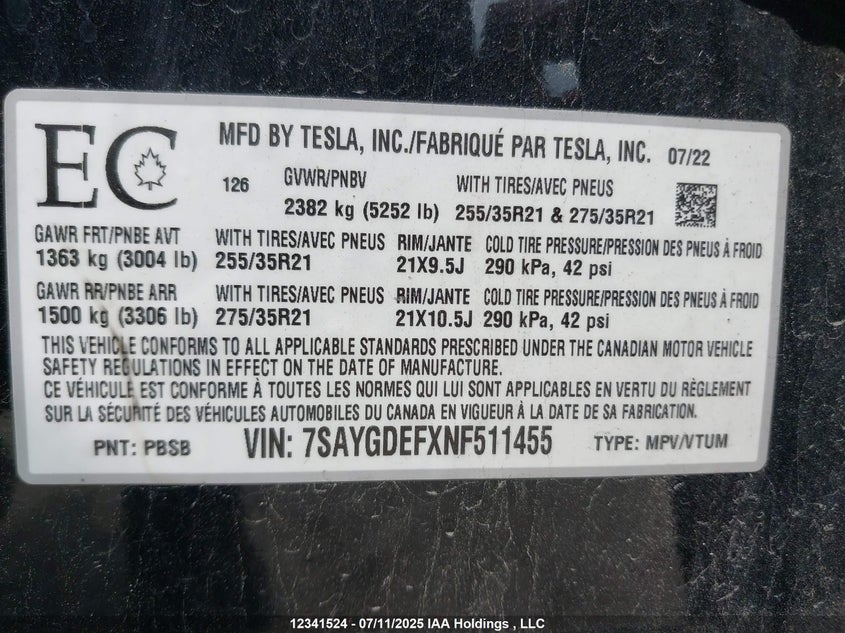 EC
MFD BY TESLA, INC./FABRIQUÉ PAR TESLA, INC. 07/22
126 GVWR/PNBV WITH TIRES/AVEC PNEUS
2382 kg (5252 lb) 255/35R21 & 275/35R21
GAWR FRT/PNBE AVT WITH TIRES/AVEC PNEUS RIM/JANTE COLD TIRE PRESSURE/PRESSION DES PNEUS À FROID
1363 kg (3004 lb) 255/35R21 21X9.5J 290 kPa, 42 psi
GAWR RR/PNBE ARR WITH TIRES/AVEC PNEUS RIM/JANTE COLD TIRE PRESSURE/PRESSION DES PNEUS À FROID
1500 kg (3306 lb) 275/35R21 21X10.5J 290 kPa, 42 psi
THIS VEHICLE CONFORMS TO ALL APPLICABLE STANDARDS PRESCRIBED UNDER THE CANADIAN MOTOR VEHICLE
SAFETY REGULATIONS IN EFFECT ON THE DATE OF MANUFACTURE.
CE VÉHICULE EST CONFORME À TOUTES LES NORMES QUI LUI SONT APPLICABLES EN VERTU DU RÈGLEMENT
SUR LA SÉCURITÉ DES VÉHICULES AUTOMOBILES DU CANADA EN VIGUEUR À LA DATE DE SA FABRICATION.
PNT: PBSB VIN: 7SAYGDEFXNF511455 TYPE: MPV/VTUM
12341524 - 07/11/2025 IAA Holdings , LLC